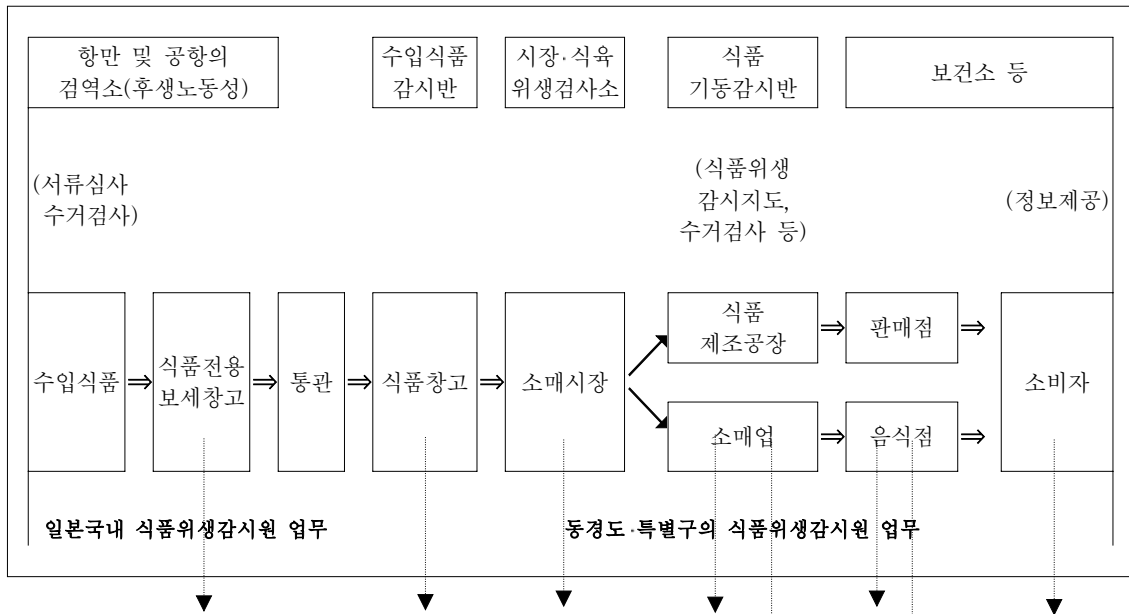 항만 및 공항의
검역소(후생노동성)
수입식품
감시반
시장·식육
위생검사소
식품
기동감시반
보건소 등
(서류심사
수거검사)
(식품위생
감시지도,
수거검사 등)
(정보제공)
수입식품
식품전용
보세창고
통관
식품창고
소매시장
식품
제조공장
판매점
소매업
음식점
소비자
일본국내 식품위생감시원 업무
동경도·특별구의 식품위생감시원 업무